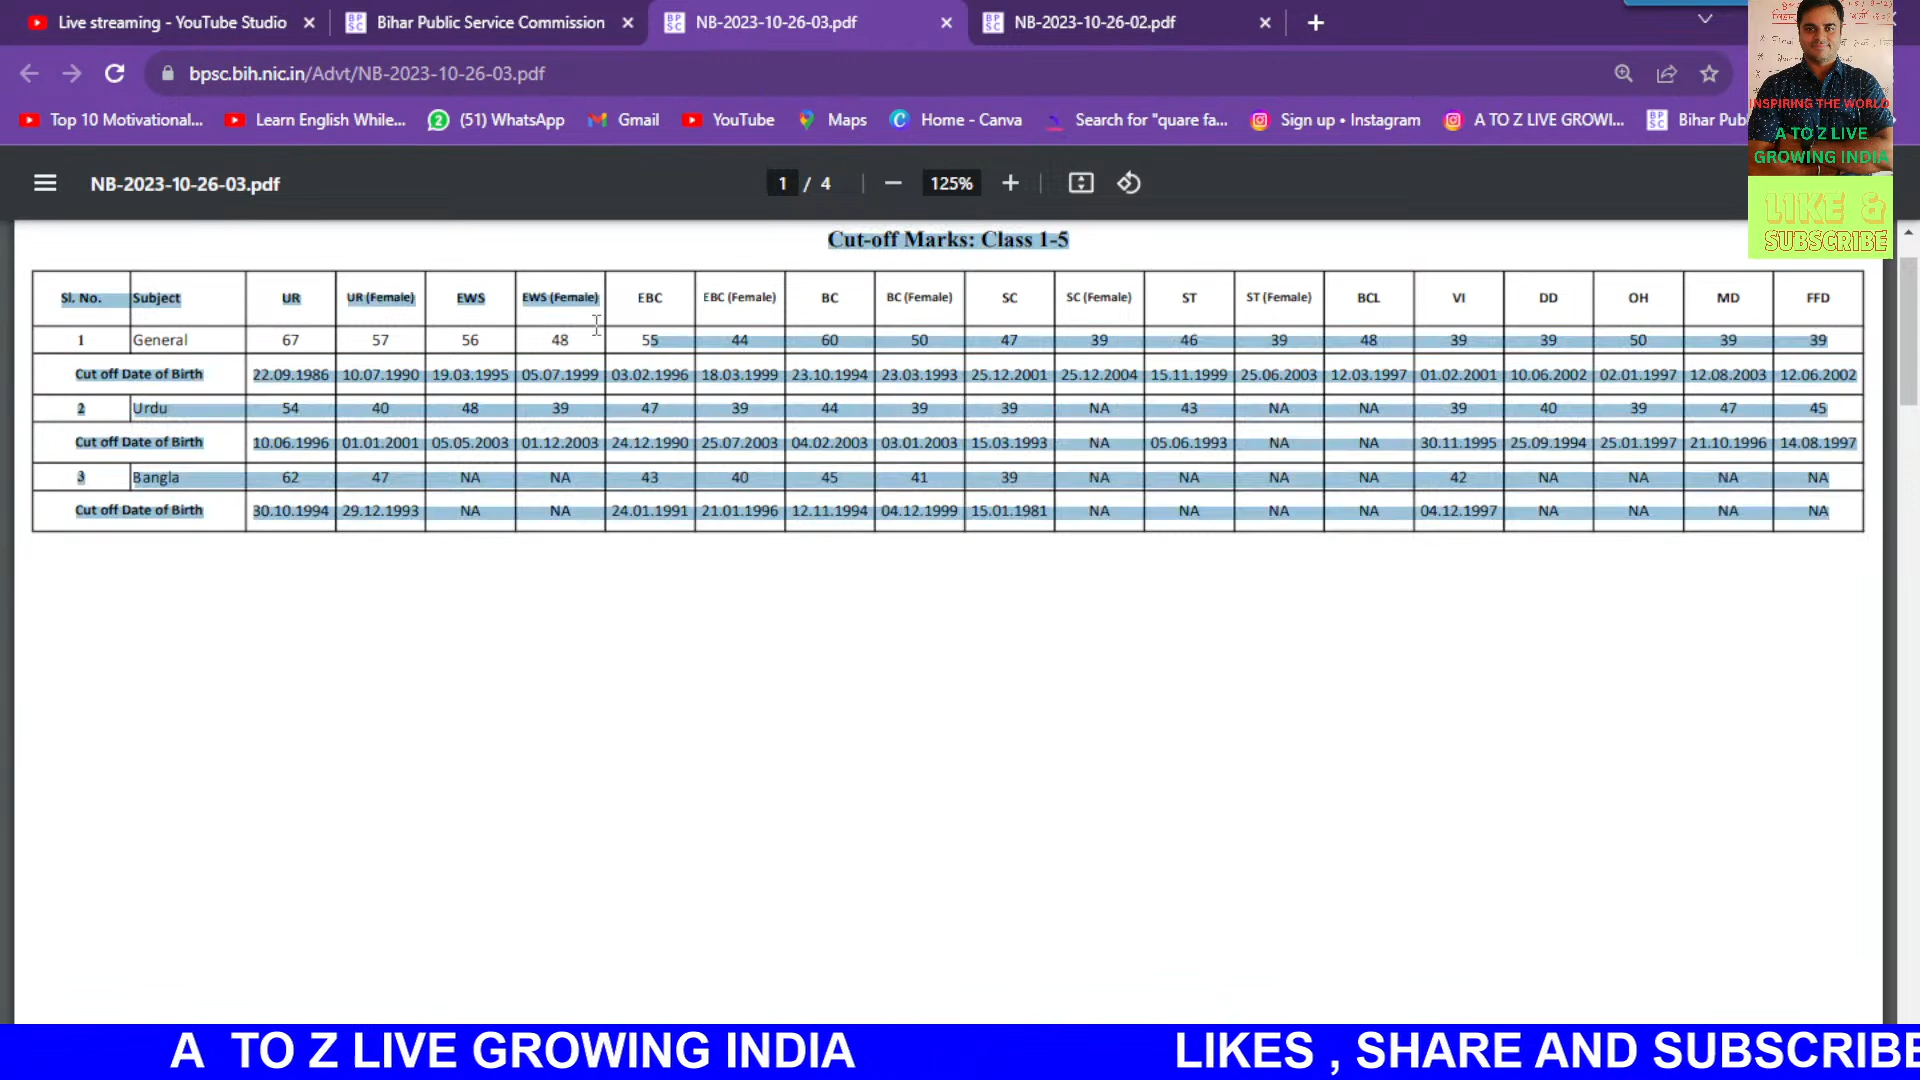 Live streaming - YouTube Studio
Bihar Public Service Commission
NB-2023-10-26-03.pdf
NB-2023-10-26-02.pdf
bpsc.bih.nic.in/Advt/NB-2023-10-26-03.pdf
Top 10 Motivational... Learn English While... (51) WhatsApp Gmail YouTube Maps Home - Canva Search for "quare fa... Sign up • Instagram A TO Z LIVE GROWI... Bihar Pub
INSPIRING THE WORLD
A TO Z LIVE
GROWING INDIA
LIKE &
SUBSCRIBE
NB-2023-10-26-03.pdf 1 / 4 125%
Cut-off Marks: Class 1-5
Sl. No. Subject UR UR (Female) EWS EWS (Female) EBC EBC (Female) BC BC (Female) SC SC (Female) ST ST (Female) BCL VI DD OH MD FFD
1 General 67 57 56 48 55 44 60 50 47 39 46 39 48 39 39 50 39 39
Cut off Date of Birth 22.09.1986 10.07.1990 19.03.1995 05.07.1999 03.02.1996 18.03.1999 23.10.1994 23.03.1993 25.12.2001 25.12.2004 15.11.1999 25.06.2003 12.03.1997 01.02.2001 10.06.2002 02.01.1997 12.08.2003 12.06.2002
2 Urdu 54 40 48 39 47 39 44 39 39 NA 43 NA NA 39 40 39 47 45
Cut off Date of Birth 10.06.1996 01.01.2001 05.05.2003 01.12.2003 24.12.1990 25.07.2003 04.02.2003 03.01.2003 15.03.1993 NA 05.06.1993 NA NA 30.11.1995 25.09.1994 25.01.1997 21.10.1996 14.08.1997
3 Bangla 62 47 NA NA 43 40 45 41 39 NA NA NA NA 42 NA NA NA NA
Cut off Date of Birth 30.10.1994 29.12.1993 NA NA 24.01.1991 21.01.1996 12.11.1994 04.12.1999 15.01.1981 NA NA NA NA 04.12.1997 NA NA NA NA
A TO Z LIVE GROWING INDIA LIKES , SHARE AND SUBSCRIBE